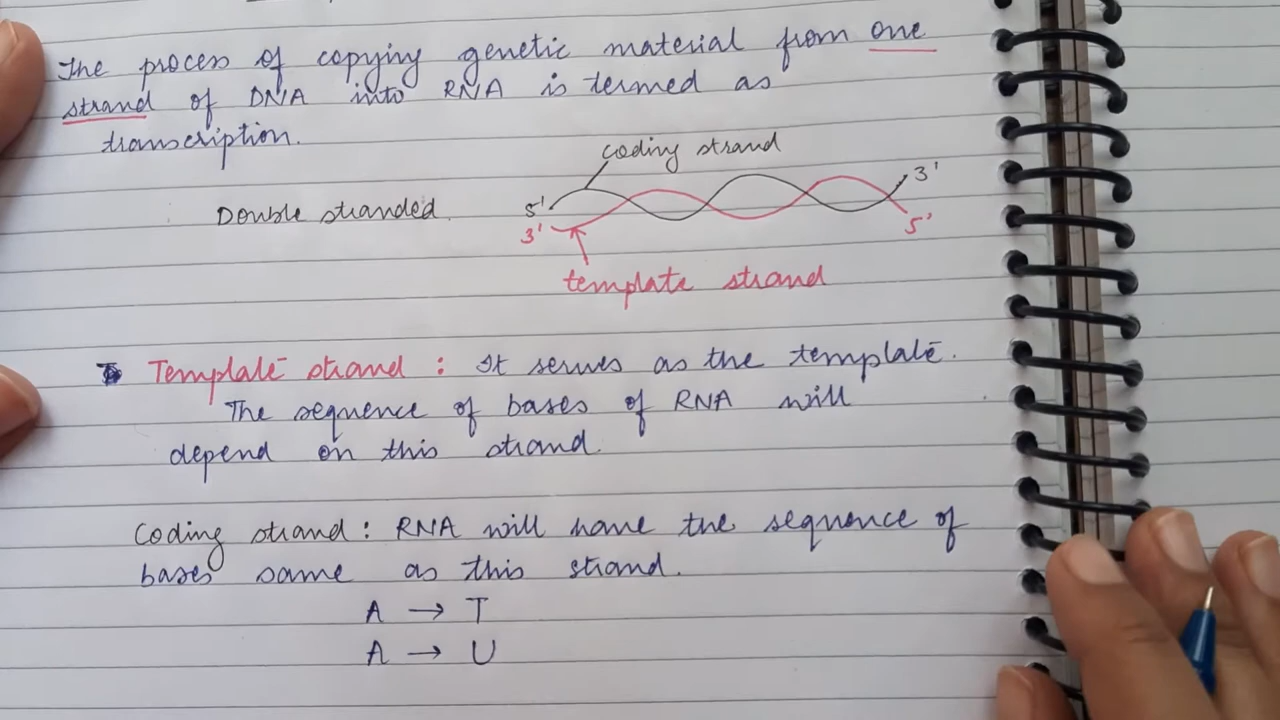 The process of copying genetic material from one
strand of DNA into RNA is termed as
transcription.
coding strand
Double stranded.
5' 3'
3' 5'
template strand
Template strand : It serves as the template.
The sequence of bases of RNA will
depend on this strand.
Coding strand : RNA will have the sequence of
bases same as this strand.
A → T
A → U